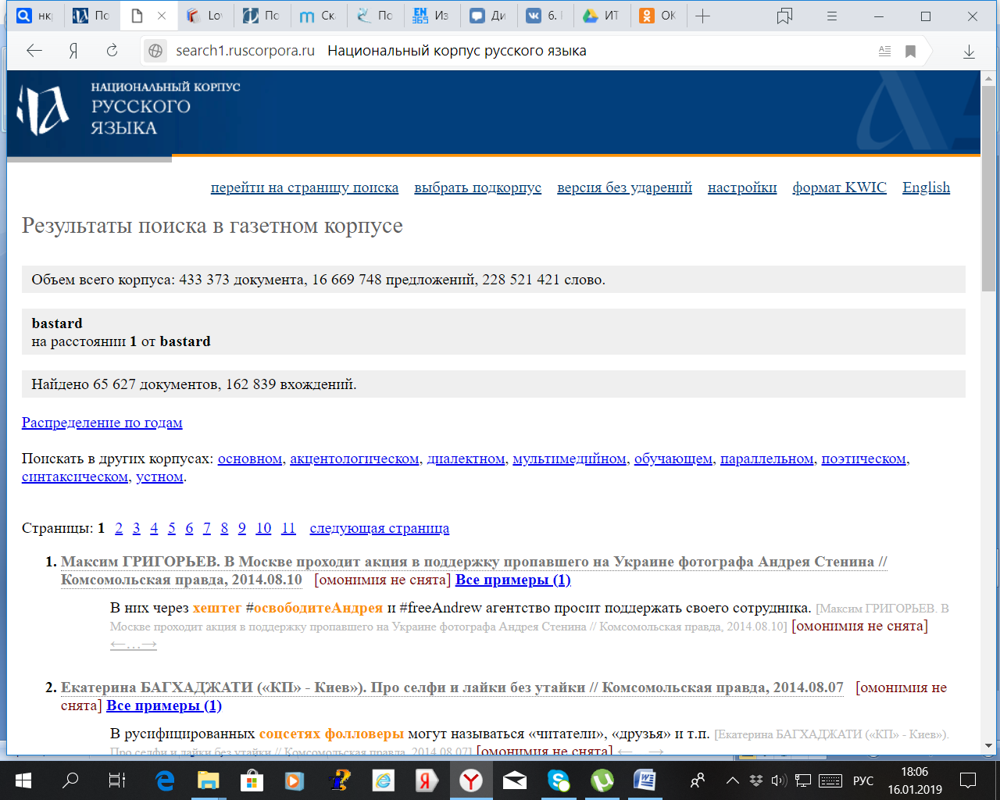 нк
По
Lov
По
Ск
По
EN 365
Из
Ди
6.
ИТ
ОК
Я
search1.ruscorpora.ru Национальный корпус русского языка
НАЦИОНАЛЬНЫЙ КОРПУС
РУССКОГО
ЯЗЫКА
перейти на страницу поиска выбрать подкорпус версия без ударений настройки формат KWIC English
Результаты поиска в газетном корпусе
Объем всего корпуса: 433 373 документа, 16 669 748 предложений, 228 521 421 слово.
bastard
на расстоянии 1 от bastard
Найдено 65 627 документов, 162 839 вхождений.
Распределение по годам
Поискать в других корпусах: основном, акцентологическом, диалектном, мультимедийном, обучающем, параллельном, поэтическом,
синтаксическом, устном.
Страницы: 1 2 3 4 5 6 7 8 9 10 11 следующая страница
1. Максим ГРИГОРЬЕВ. В Москве проходит акция в поддержку пропавшего на Украине фотографа Андрея Стенина //
Комсомольская правда, 2014.08.10 [омонимия не снята] Все примеры (1)
В них через хештег #освободитеАндрея и #freeAndrew агентство просит поддержать своего сотрудника. [Максим ГРИГОРЬЕВ. В
Москве проходит акция в поддержку пропавшего на Украине фотографа Андрея Стенина // Комсомольская правда, 2014.08.10] [омонимия не снята]
←…→
2. Екатерина БАГХАДЖАТИ («КП» - Киев»). Про селфи и лайки без утайки // Комсомольская правда, 2014.08.07 [омонимия не
снята] Все примеры (1)
В русифицированных соцсетях фолловеры могут называться «читатели», «друзья» и т.п. [Екатерина БАГХАДЖАТИ («КП» - Киев»).
Про селфи и лайки без утайки // Комсомольская правда, 2014.08.07] [омонимия не снята] ←…→
РУС
18:06
16.01.2019